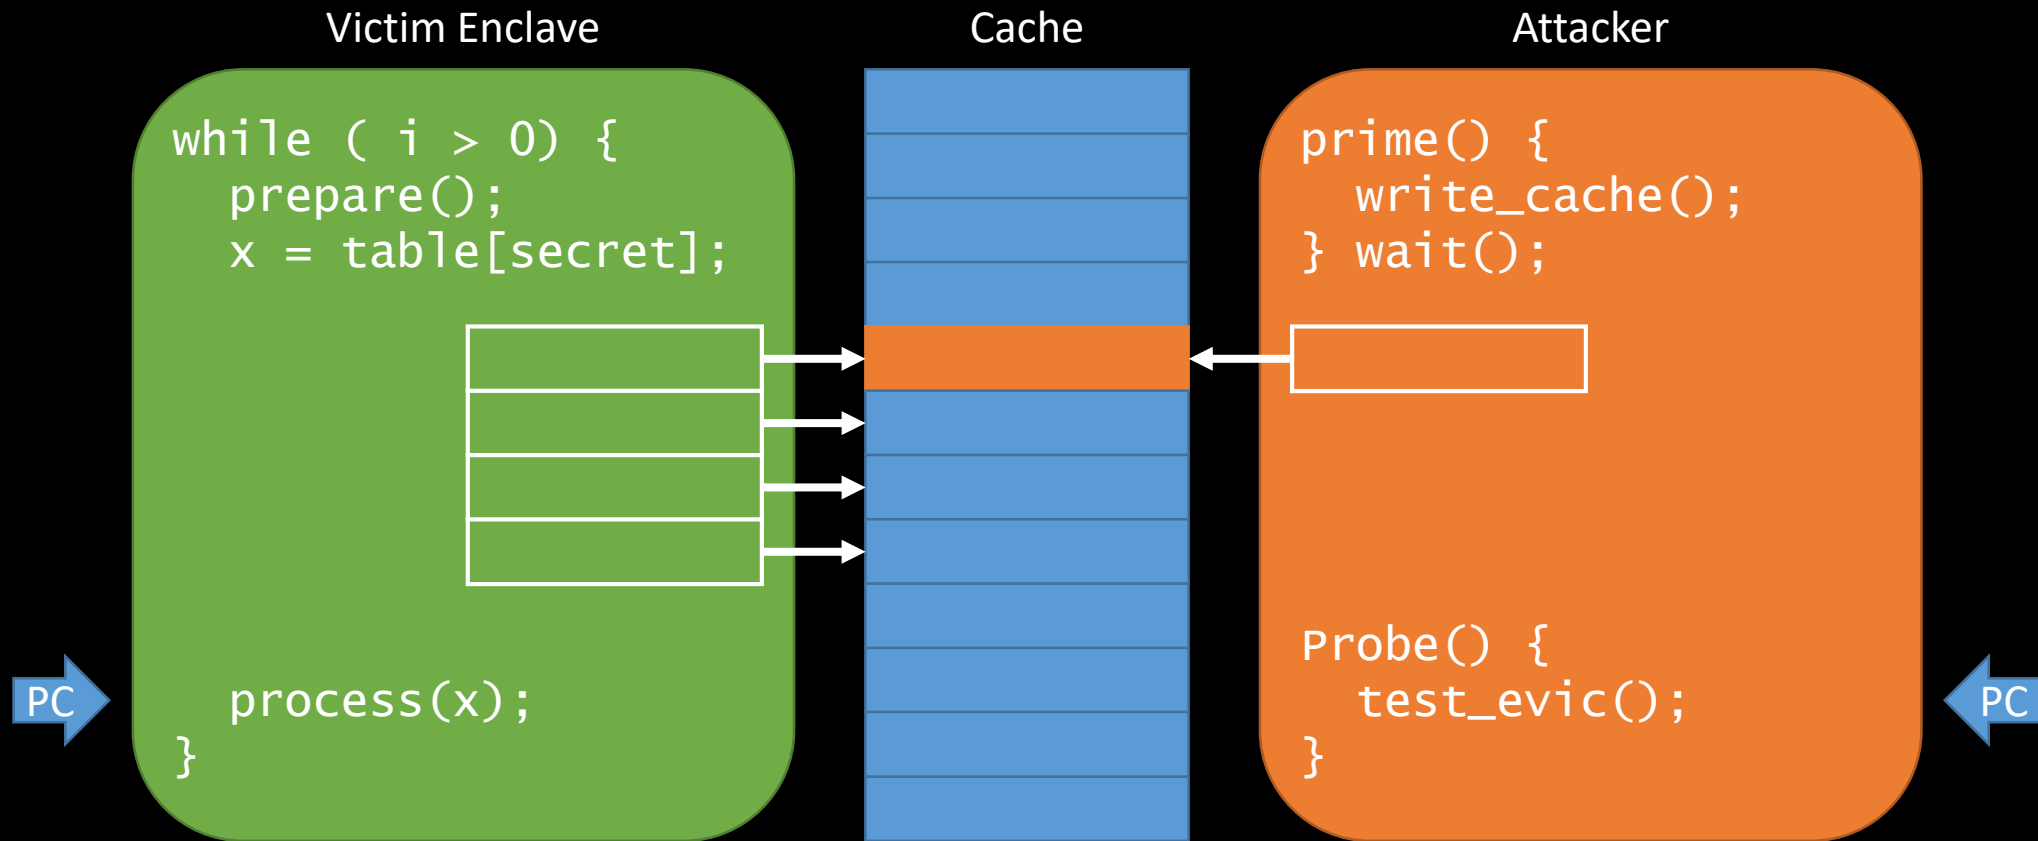 Victim Enclave
Cache
Attacker
while ( i > 0) {
prepare();
x = table[secret];
process(x);
}
prime() {
write_cache();
} wait();
Probe() {
test_evic();
}
PC
PC